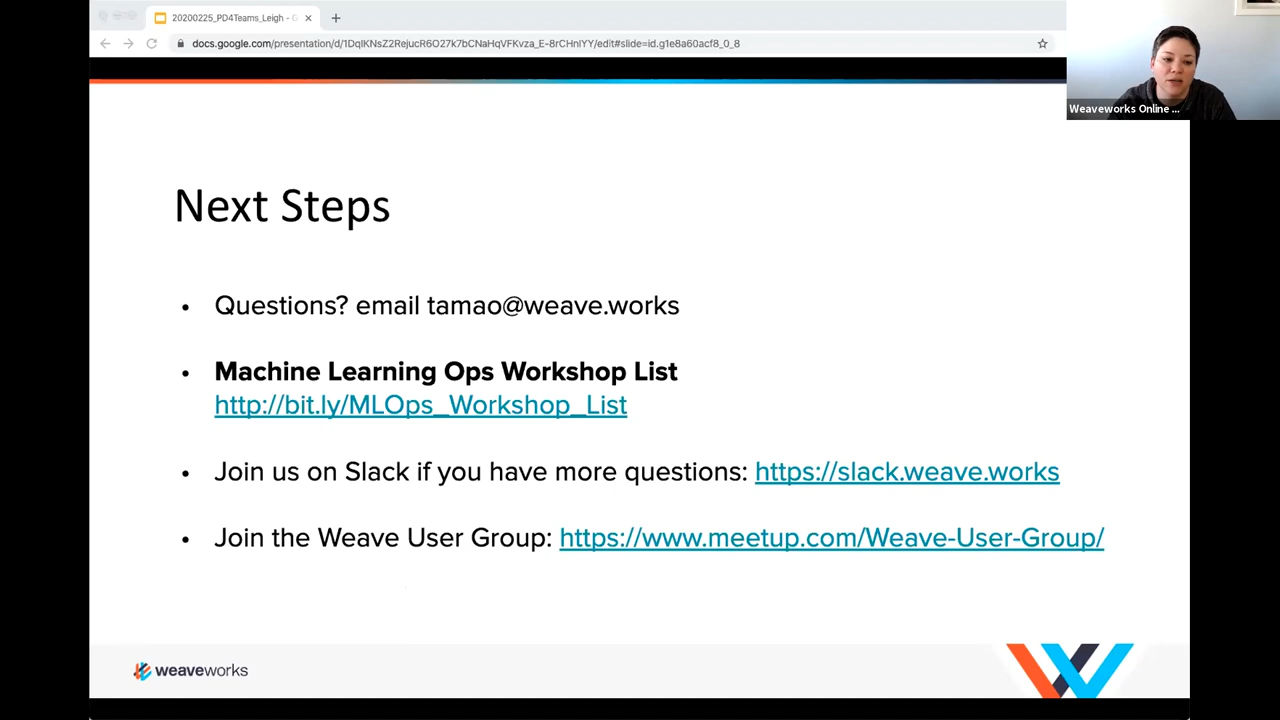 20200225_PD4Teams_Leigh - G
docs.google.com/presentation/d/1DqIKNsZ2RejucR6O27k7bCNaHqVFKvza_E-8rCHnlYY/edit#slide=id.g1e8a60acf8_0_8
Weaveworks Online ...
Next Steps
• Questions? email tamao@weave.works
• Machine Learning Ops Workshop List
http://bit.ly/MLOps_Workshop_List
• Join us on Slack if you have more questions: https://slack.weave.works
• Join the Weave User Group: https://www.meetup.com/Weave-User-Group/
weaveworks